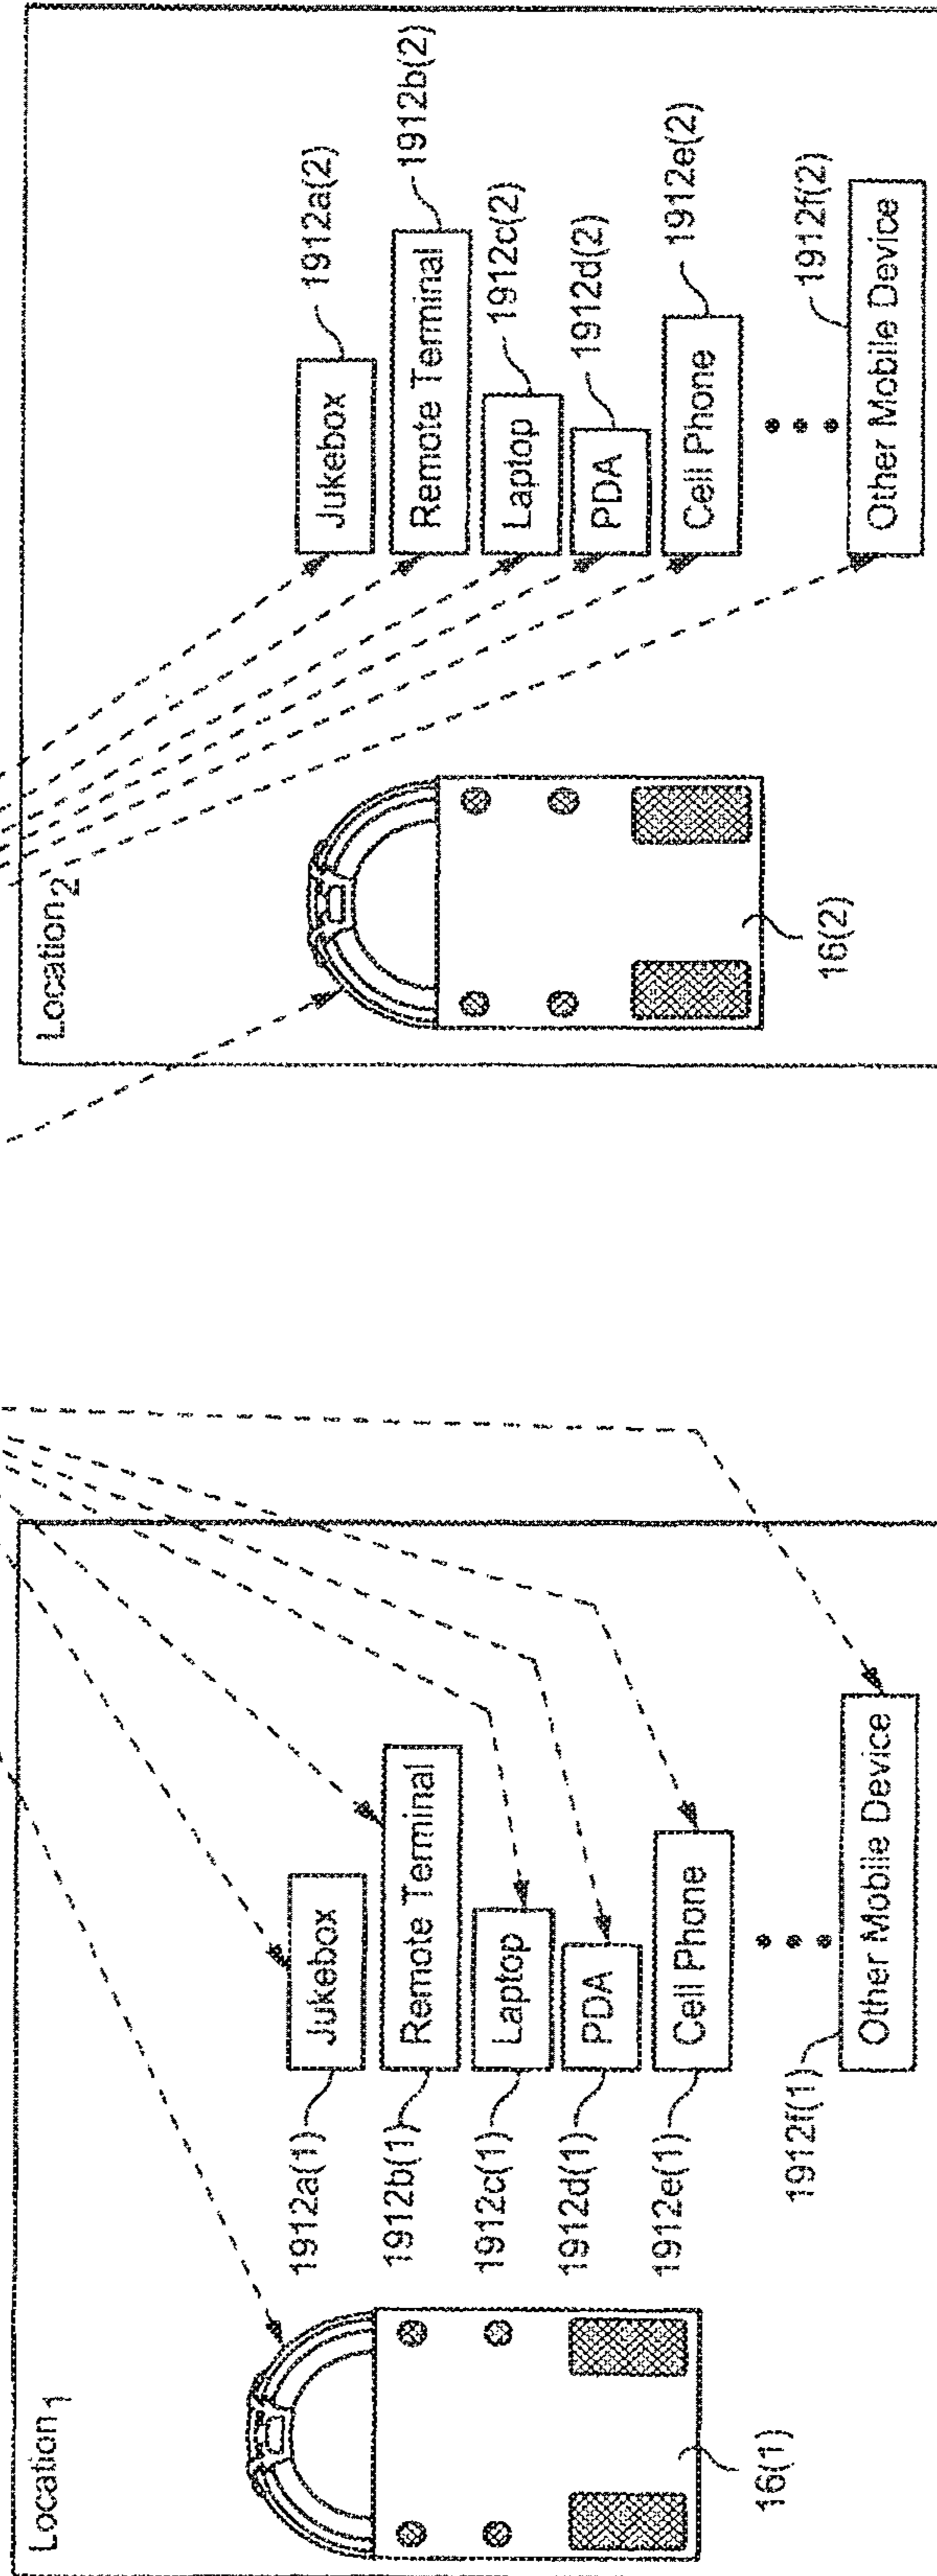 Location1
16(1)
1912a(1)
Jukebox
1912b(1)
Remote Terminal
1912c(1)
Laptop
1912d(1)
PDA
1912e(1)
Cell Phone
1912f(1)
Other Mobile Device
Location2
16(2)
Jukebox
1912a(2)
Remote Terminal
1912b(2)
Laptop
1912c(2)
PDA
1912d(2)
Cell Phone
1912e(2)
Other Mobile Device
1912f(2)